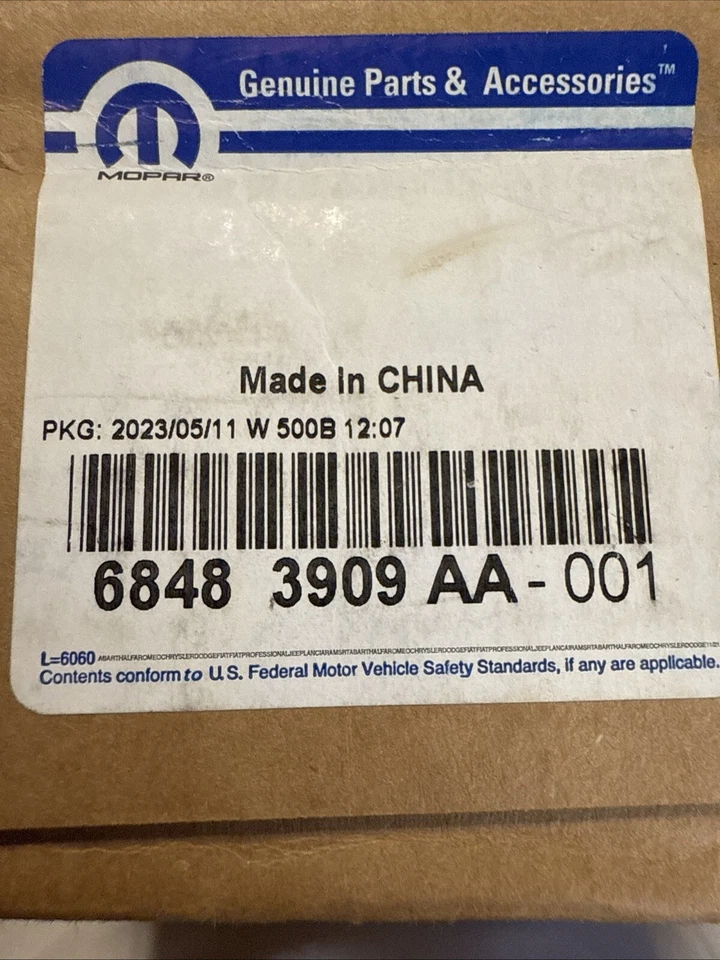 Genuine Parts & Accessories™
MOPAR®
Made in CHINA
PKG: 2023/05/11 W 500B 12:07
6848 3909 AA - 001
L=6060
Contents conform to U.S. Federal Motor Vehicle Safety Standards, if any are applicable.